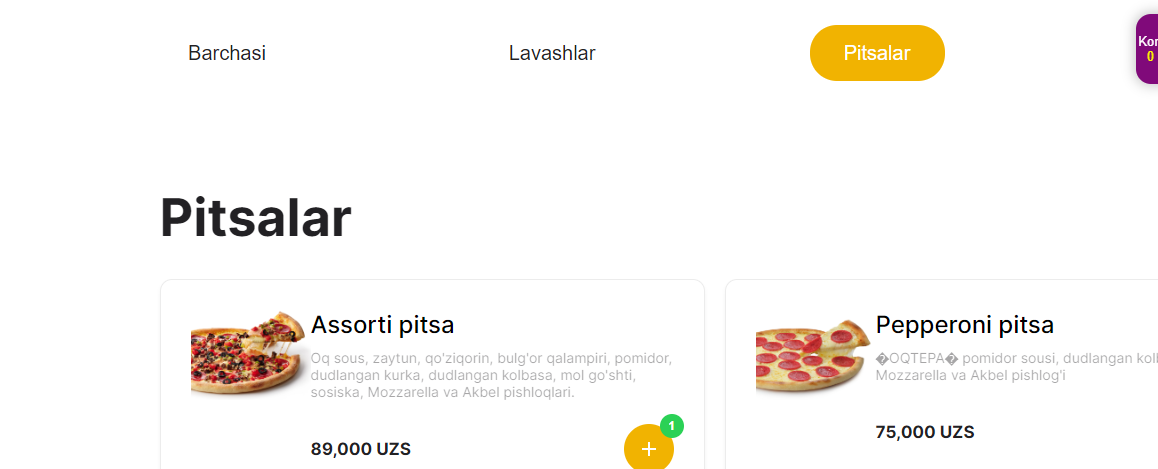 Barchasi
Lavashlar
Pitsalar
Kor
0
Pitsalar
Assorti pitsa
Oq sous, zaytun, qo'ziqorin, bulg'or qalampiri, pomidor,
dudlangan kurka, dudlangan kolbasa, mol go'shti,
sosiska, Mozzarella va Akbel pishloqlari.
89,000 UZS
1
+
Pepperoni pitsa
�OQTEPA� pomidor sousi, dudlangan kolb
Mozzarella va Akbel pishlog'i
75,000 UZS